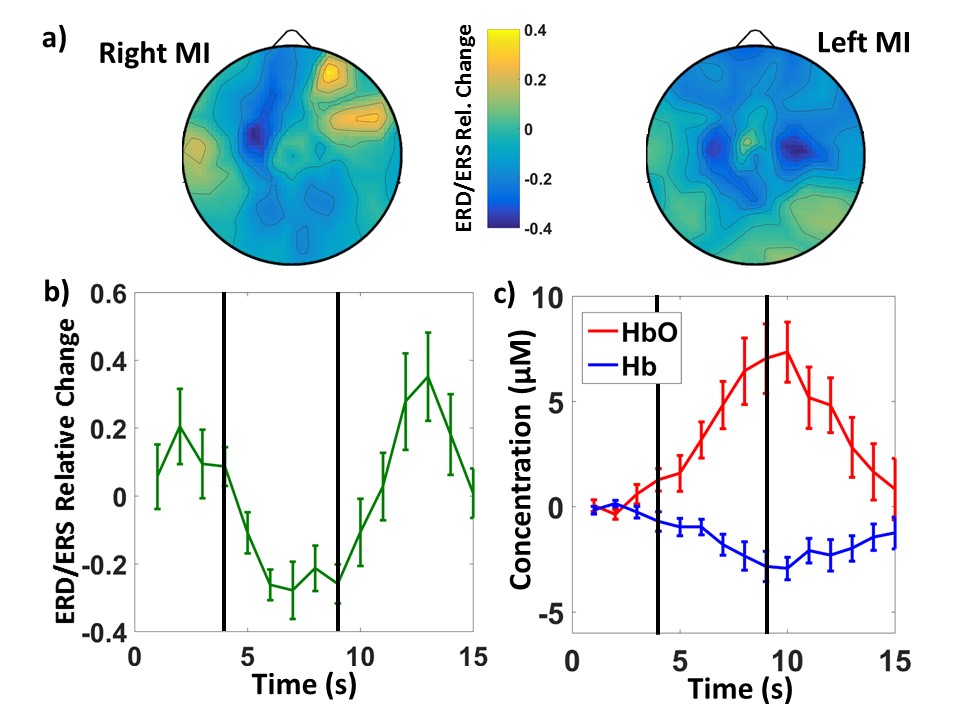 a)
Right MI
ERD/ERS Rel. Change
0.4
0.2
0
-0.2
-0.4
Left MI
b)
ERD/ERS Relative Change
0.6
0.4
0.2
0
-0.2
-0.4
0 5 10 15
Time (s)
c)
Concentration (μM)
10
5
0
-5
HbO
Hb
0 5 10 15
Time (s)